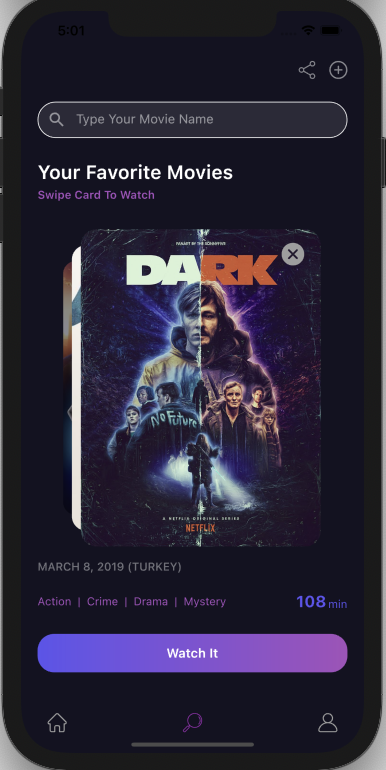 5:01
Type Your Movie Name
Your Favorite Movies
Swipe Card To Watch
DARK
No Future
A NETFLIX ORIGINAL SERIES
NETFLIX
MARCH 8, 2019 (TURKEY)
Action | Crime | Drama | Mystery
108 min
Watch It